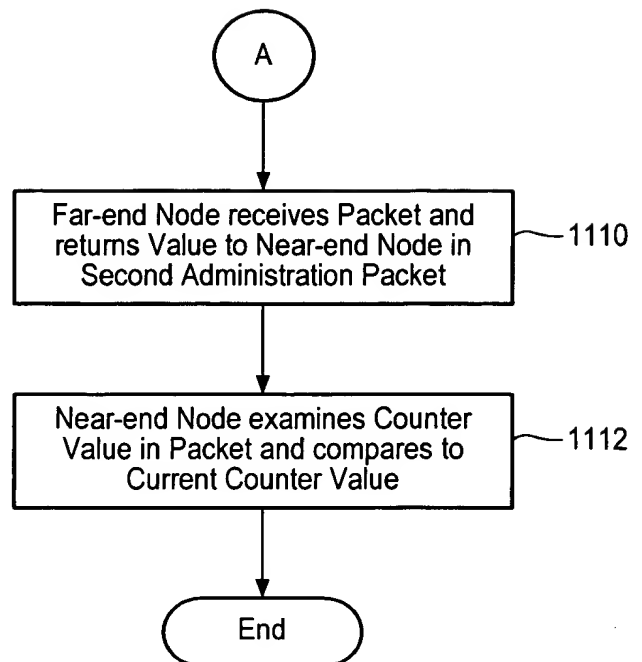 A
Far-end Node receives Packet and
returns Value to Near-end Node in
Second Administration Packet
1110
Near-end Node examines Counter
Value in Packet and compares to
Current Counter Value
1112
End